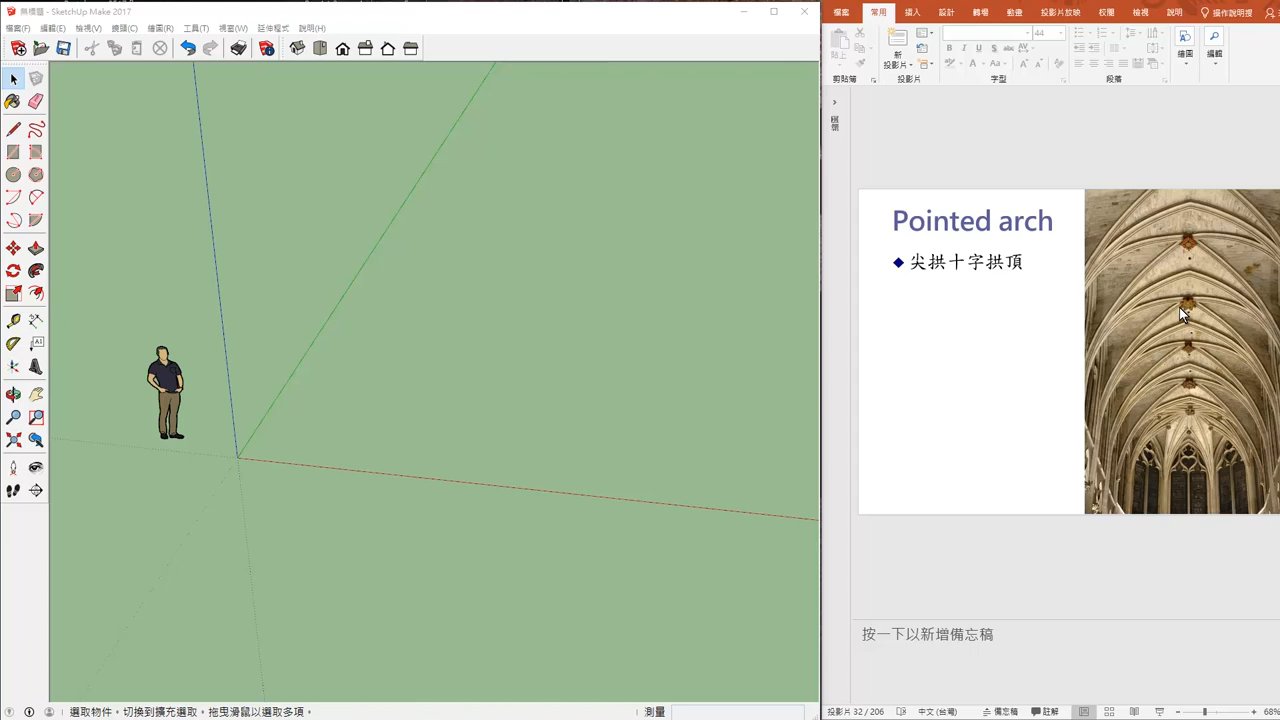 無標題 - SketchUp Make 2017
檔案(F) 編輯(E) 檢視(V) 鏡頭(C) 繪圖(R) 工具(T) 視窗(W) 延伸程式 說明(H)
選取物件。切換到擴充選取。拖曳滑鼠以選取多項。
測量
檔案 常用 插入 設計 轉場 動畫 投影片放映 校閱 檢視 說明 操作說明搜
44
新
投影片
繪圖
編輯
剪貼簿 投影片 字型 段落
Pointed arch
尖拱十字拱頂
按一下以新增備忘稿
投影片 32 / 206 中文 (台灣) 備忘稿 註解 68%